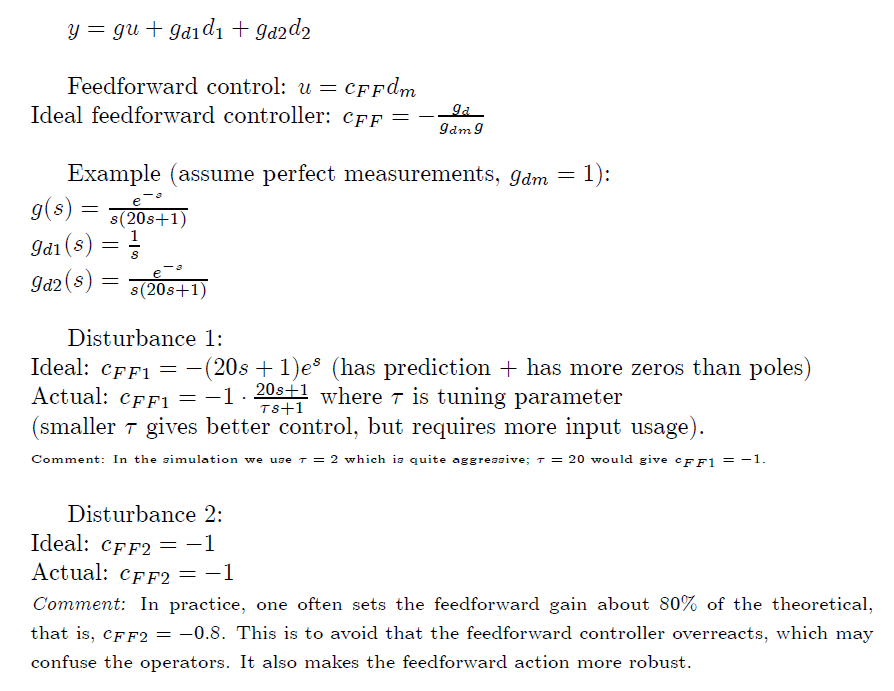 y = gu + g_{d1}d_1 + g_{d2}d_2
Feedforward control: u = c_{FF}d_m
Ideal feedforward controller: c_{FF} = -\frac{g_d}{g_{dm}g}
Example (assume perfect measurements, g_{dm} = 1):
g(s) = \frac{e^{-s}}{s(20s+1)}
g_{d1}(s) = \frac{1}{s}
g_{d2}(s) = \frac{e^{-s}}{s(20s+1)}
Disturbance 1:
Ideal: c_{FF1} = -(20s + 1)e^s (has prediction + has more zeros than poles)
Actual: c_{FF1} = -1 · \frac{20s+1}{τs+1} where τ is tuning parameter
(smaller τ gives better control, but requires more input usage).
Comment: In the simulation we use τ = 2 which is quite aggressive; τ = 20 would give c_{FF1} = -1.
Disturbance 2:
Ideal: c_{FF2} = -1
Actual: c_{FF2} = -1
Comment: In practice, one often sets the feedforward gain about 80% of the theoretical,
that is, c_{FF2} = -0.8. This is to avoid that the feedforward controller overreacts, which may
confuse the operators. It also makes the feedforward action more robust.